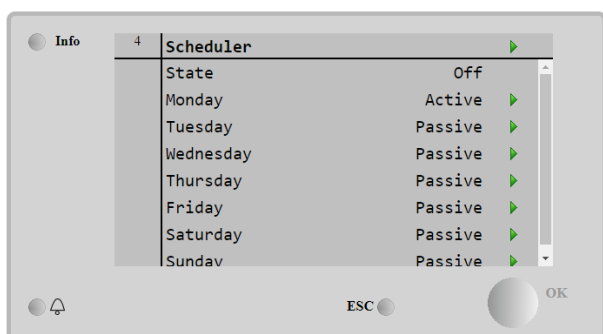 Info
4 Scheduler
State Off
Monday Active
Tuesday Passive
Wednesday Passive
Thursday Passive
Friday Passive
Saturday Passive
Sunday Passive
ESC
OK